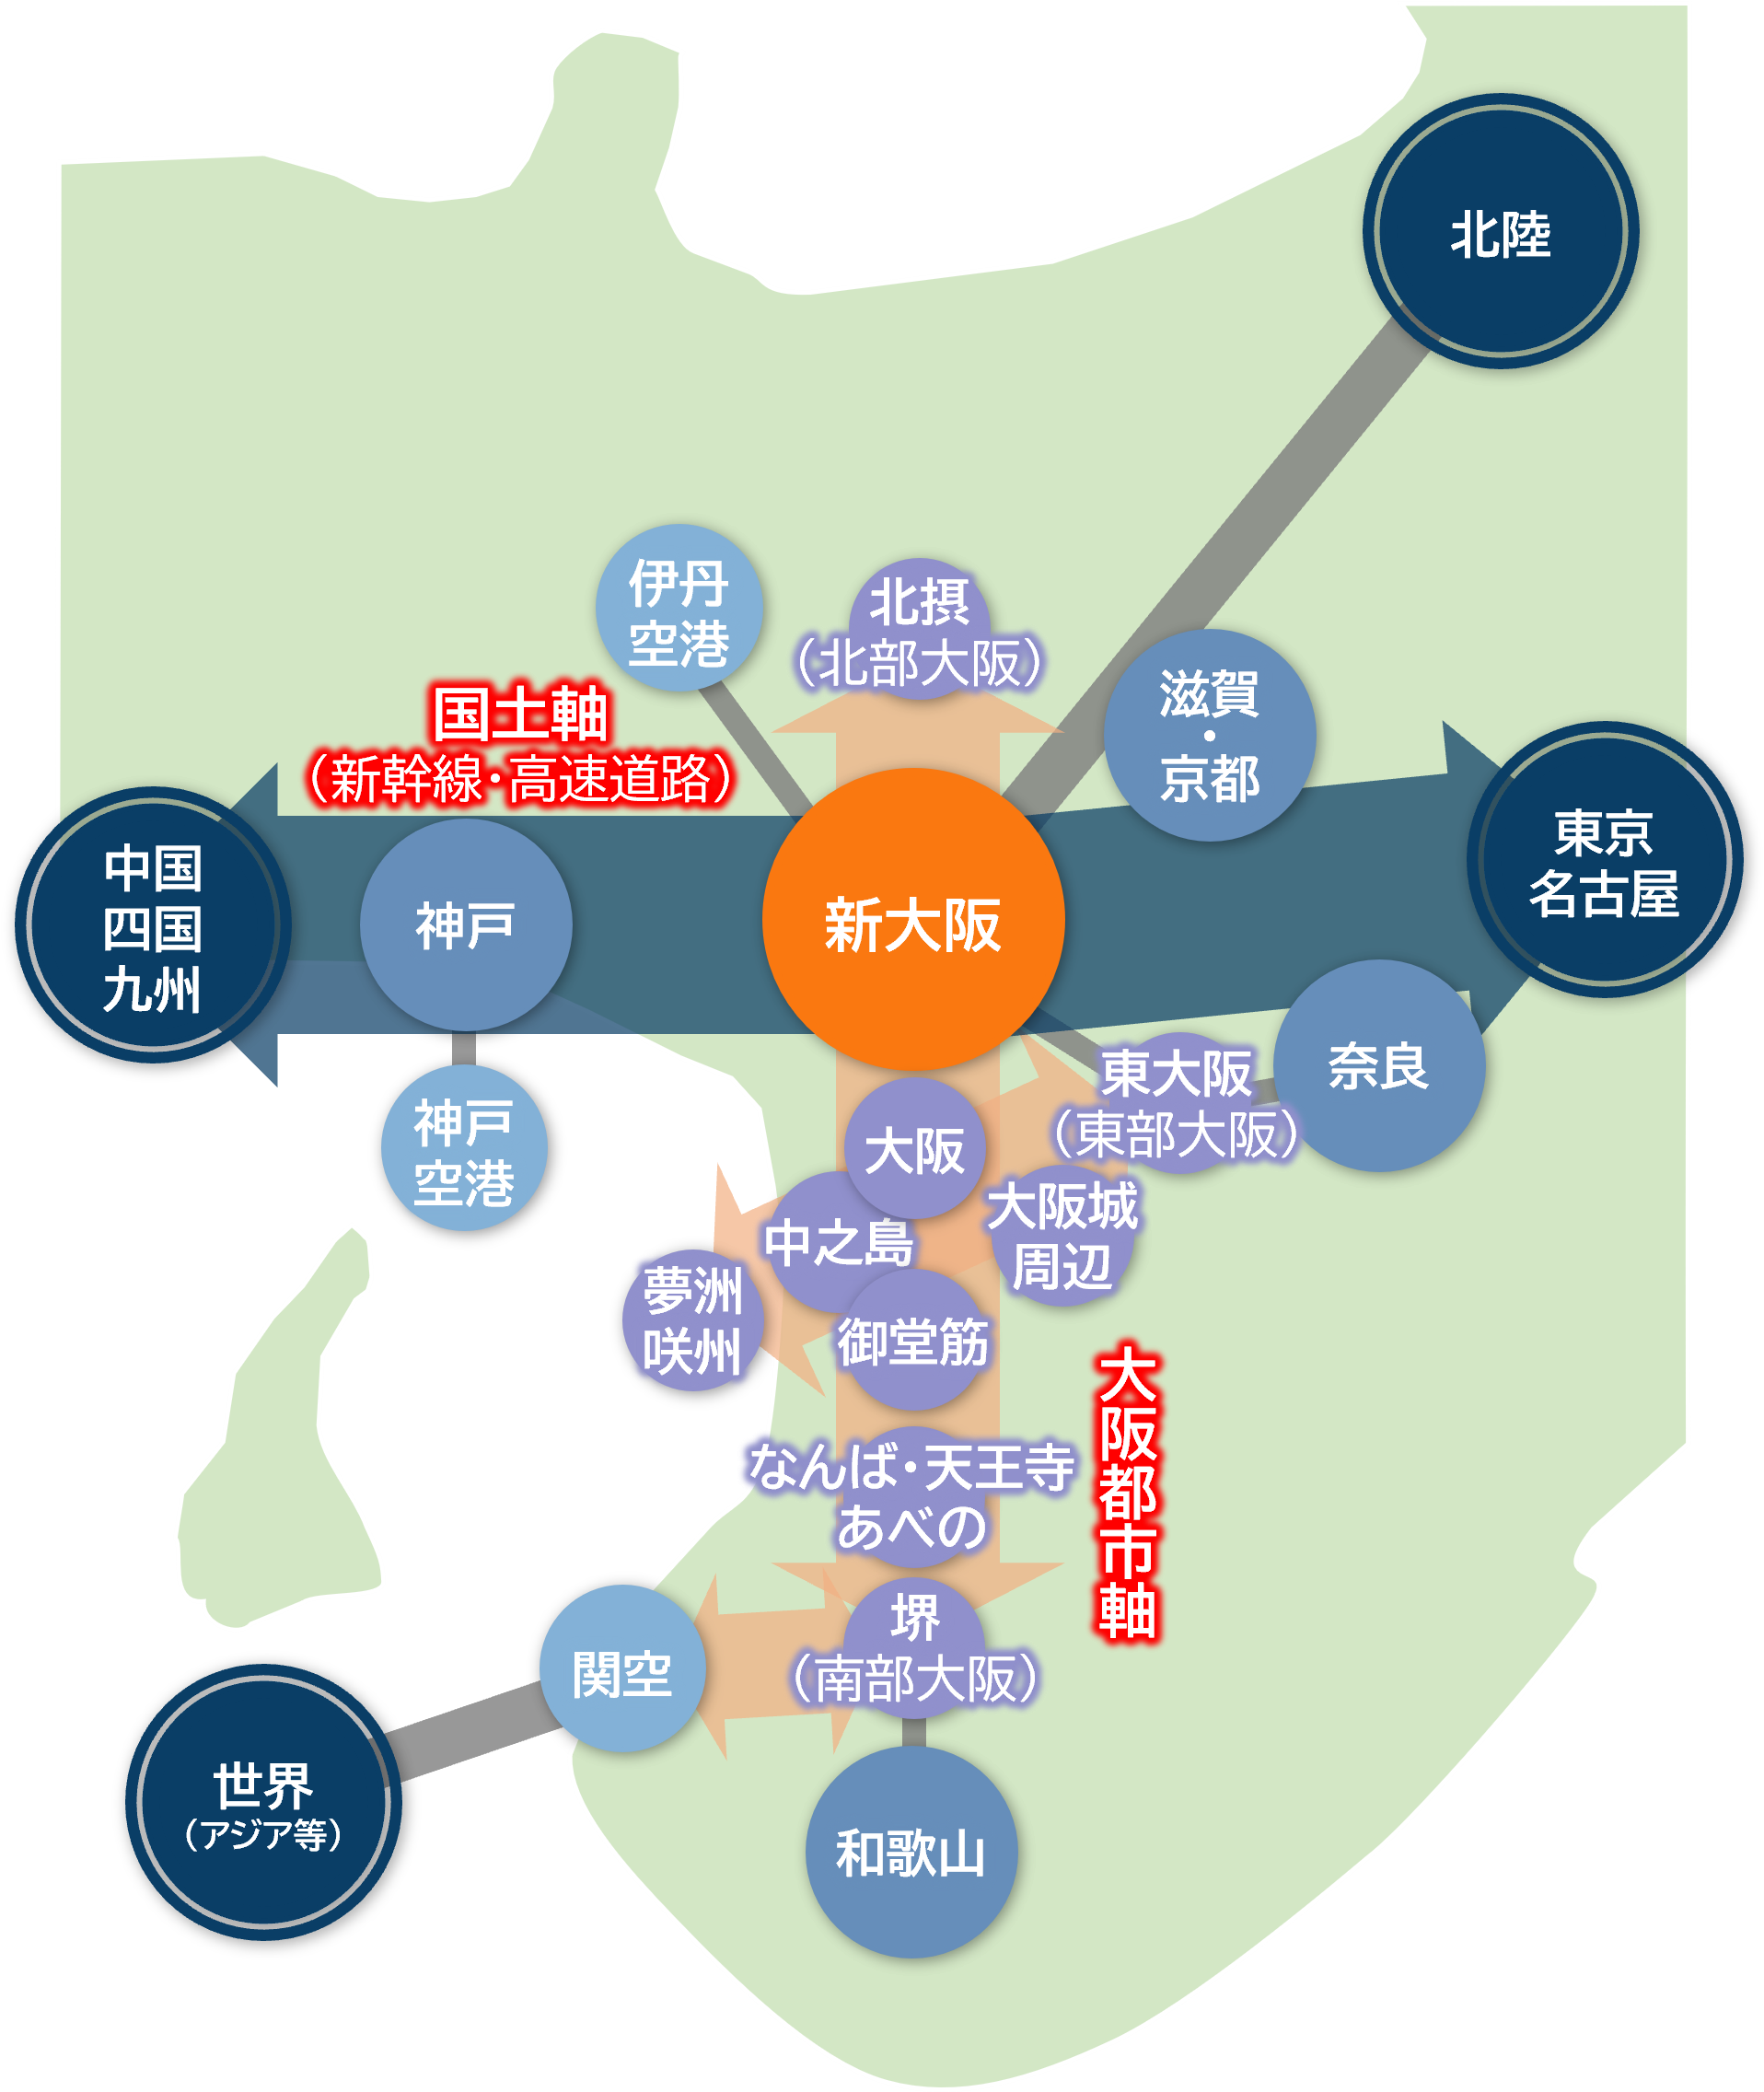 北陸
伊丹
空港
北摂
（北部大阪）
滋賀
・
京都
国土軸
（新幹線・高速道路）
東京
名古屋
中国
四国
九州
神戸
新大阪
奈良
東大阪
（東部大阪）
神戸
空港
大阪
大阪城
周辺
中之島
夢洲
咲州
御堂筋
大阪都市軸
なんば・天王寺
あべの
堺
（南部大阪）
関空
世界
（アジア等）
和歌山